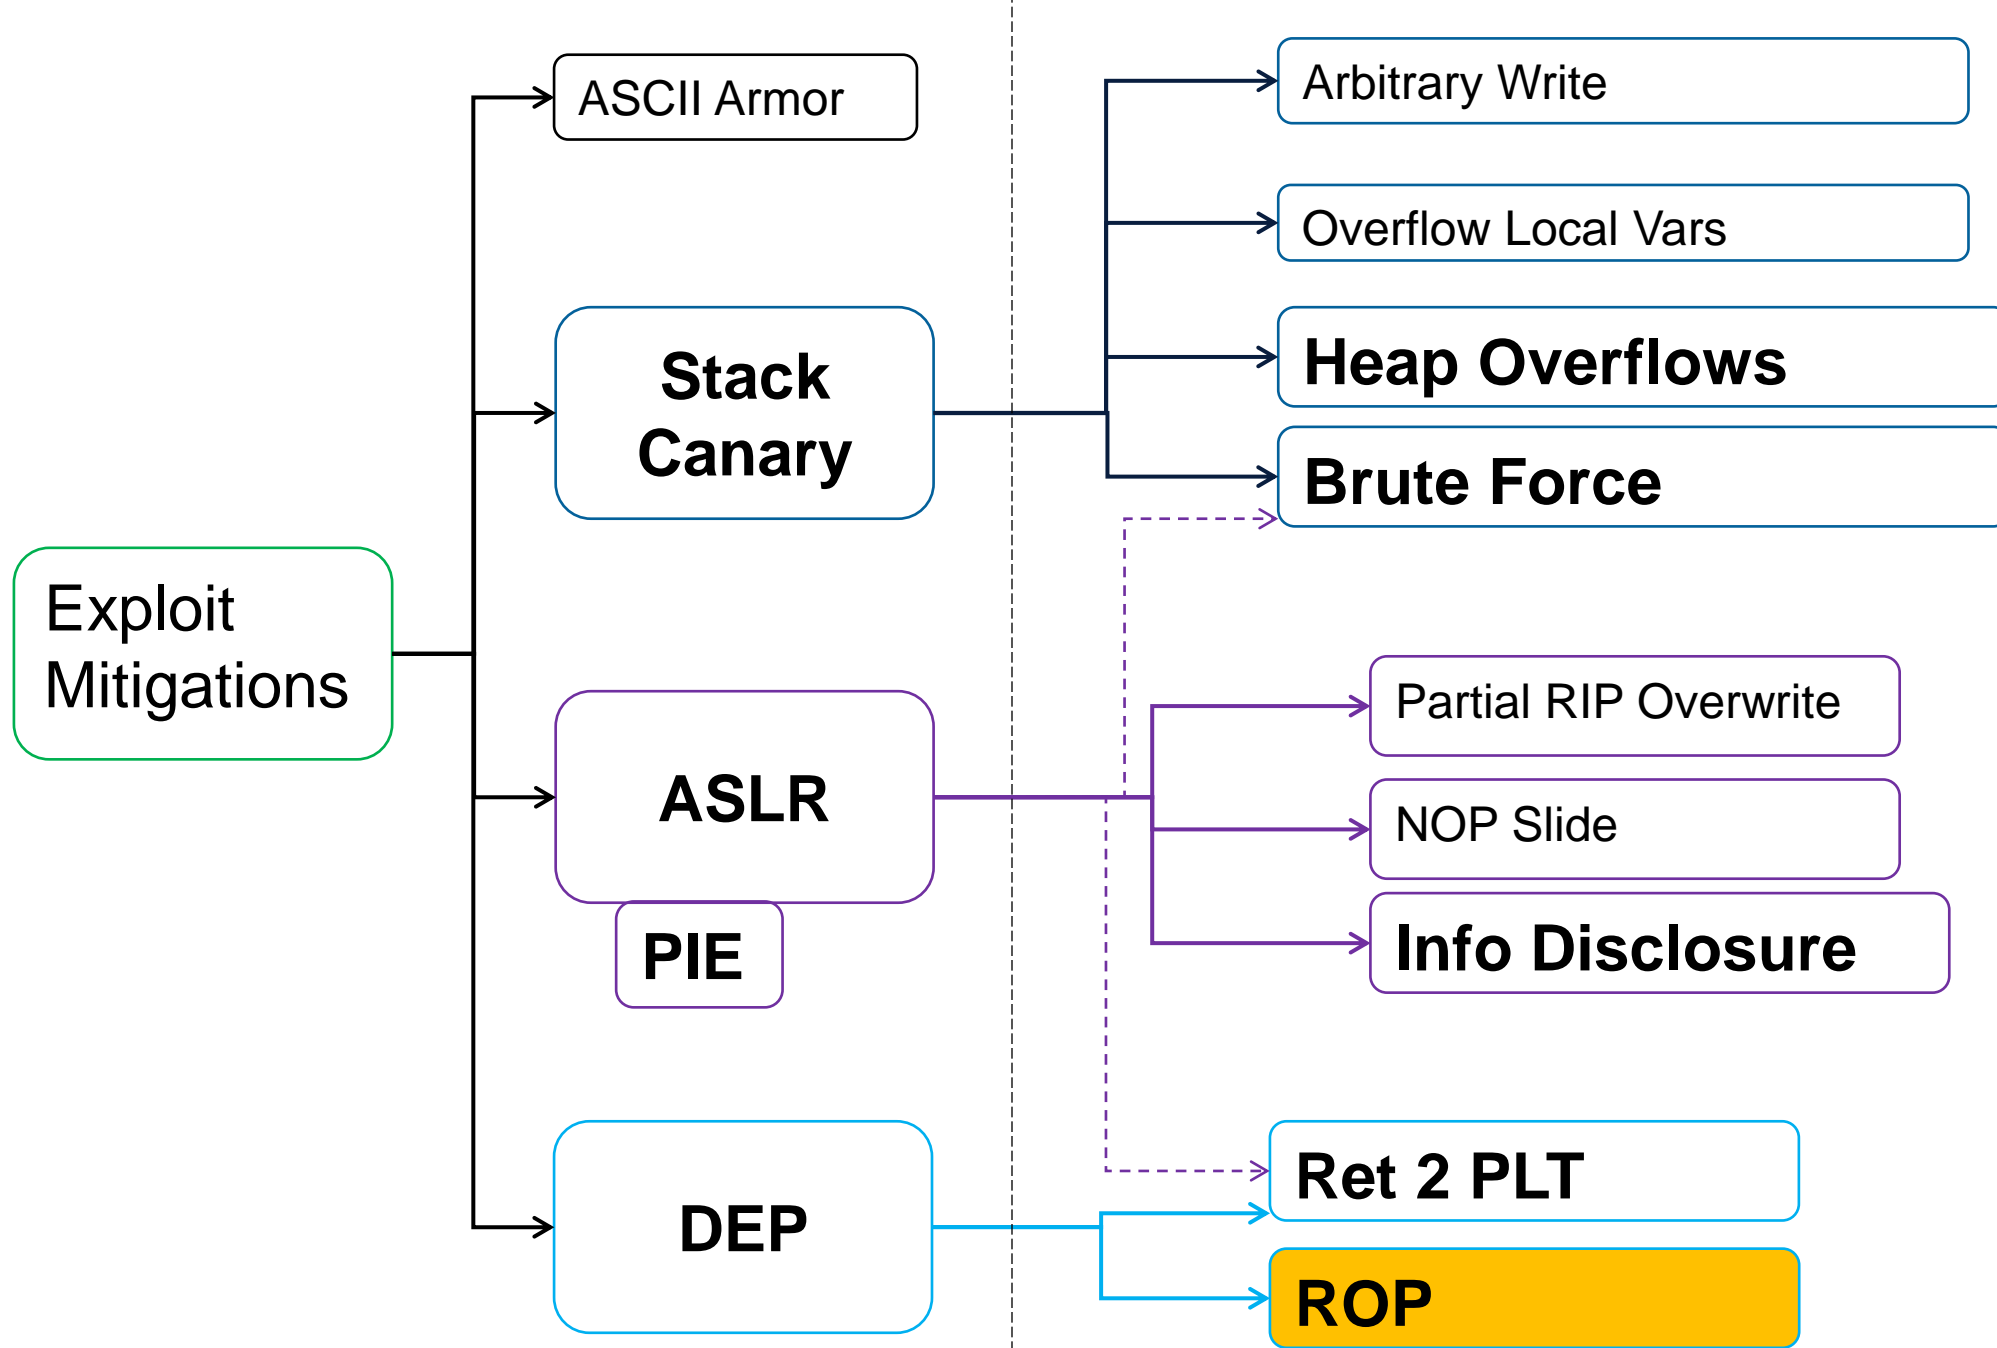 ASCII Armor
Arbitrary Write
Overflow Local Vars
Stack
Canary
Heap Overflows
Brute Force
Exploit
Mitigations
Partial RIP Overwrite
ASLR
NOP Slide
PIE
Info Disclosure
Ret 2 PLT
DEP
ROP